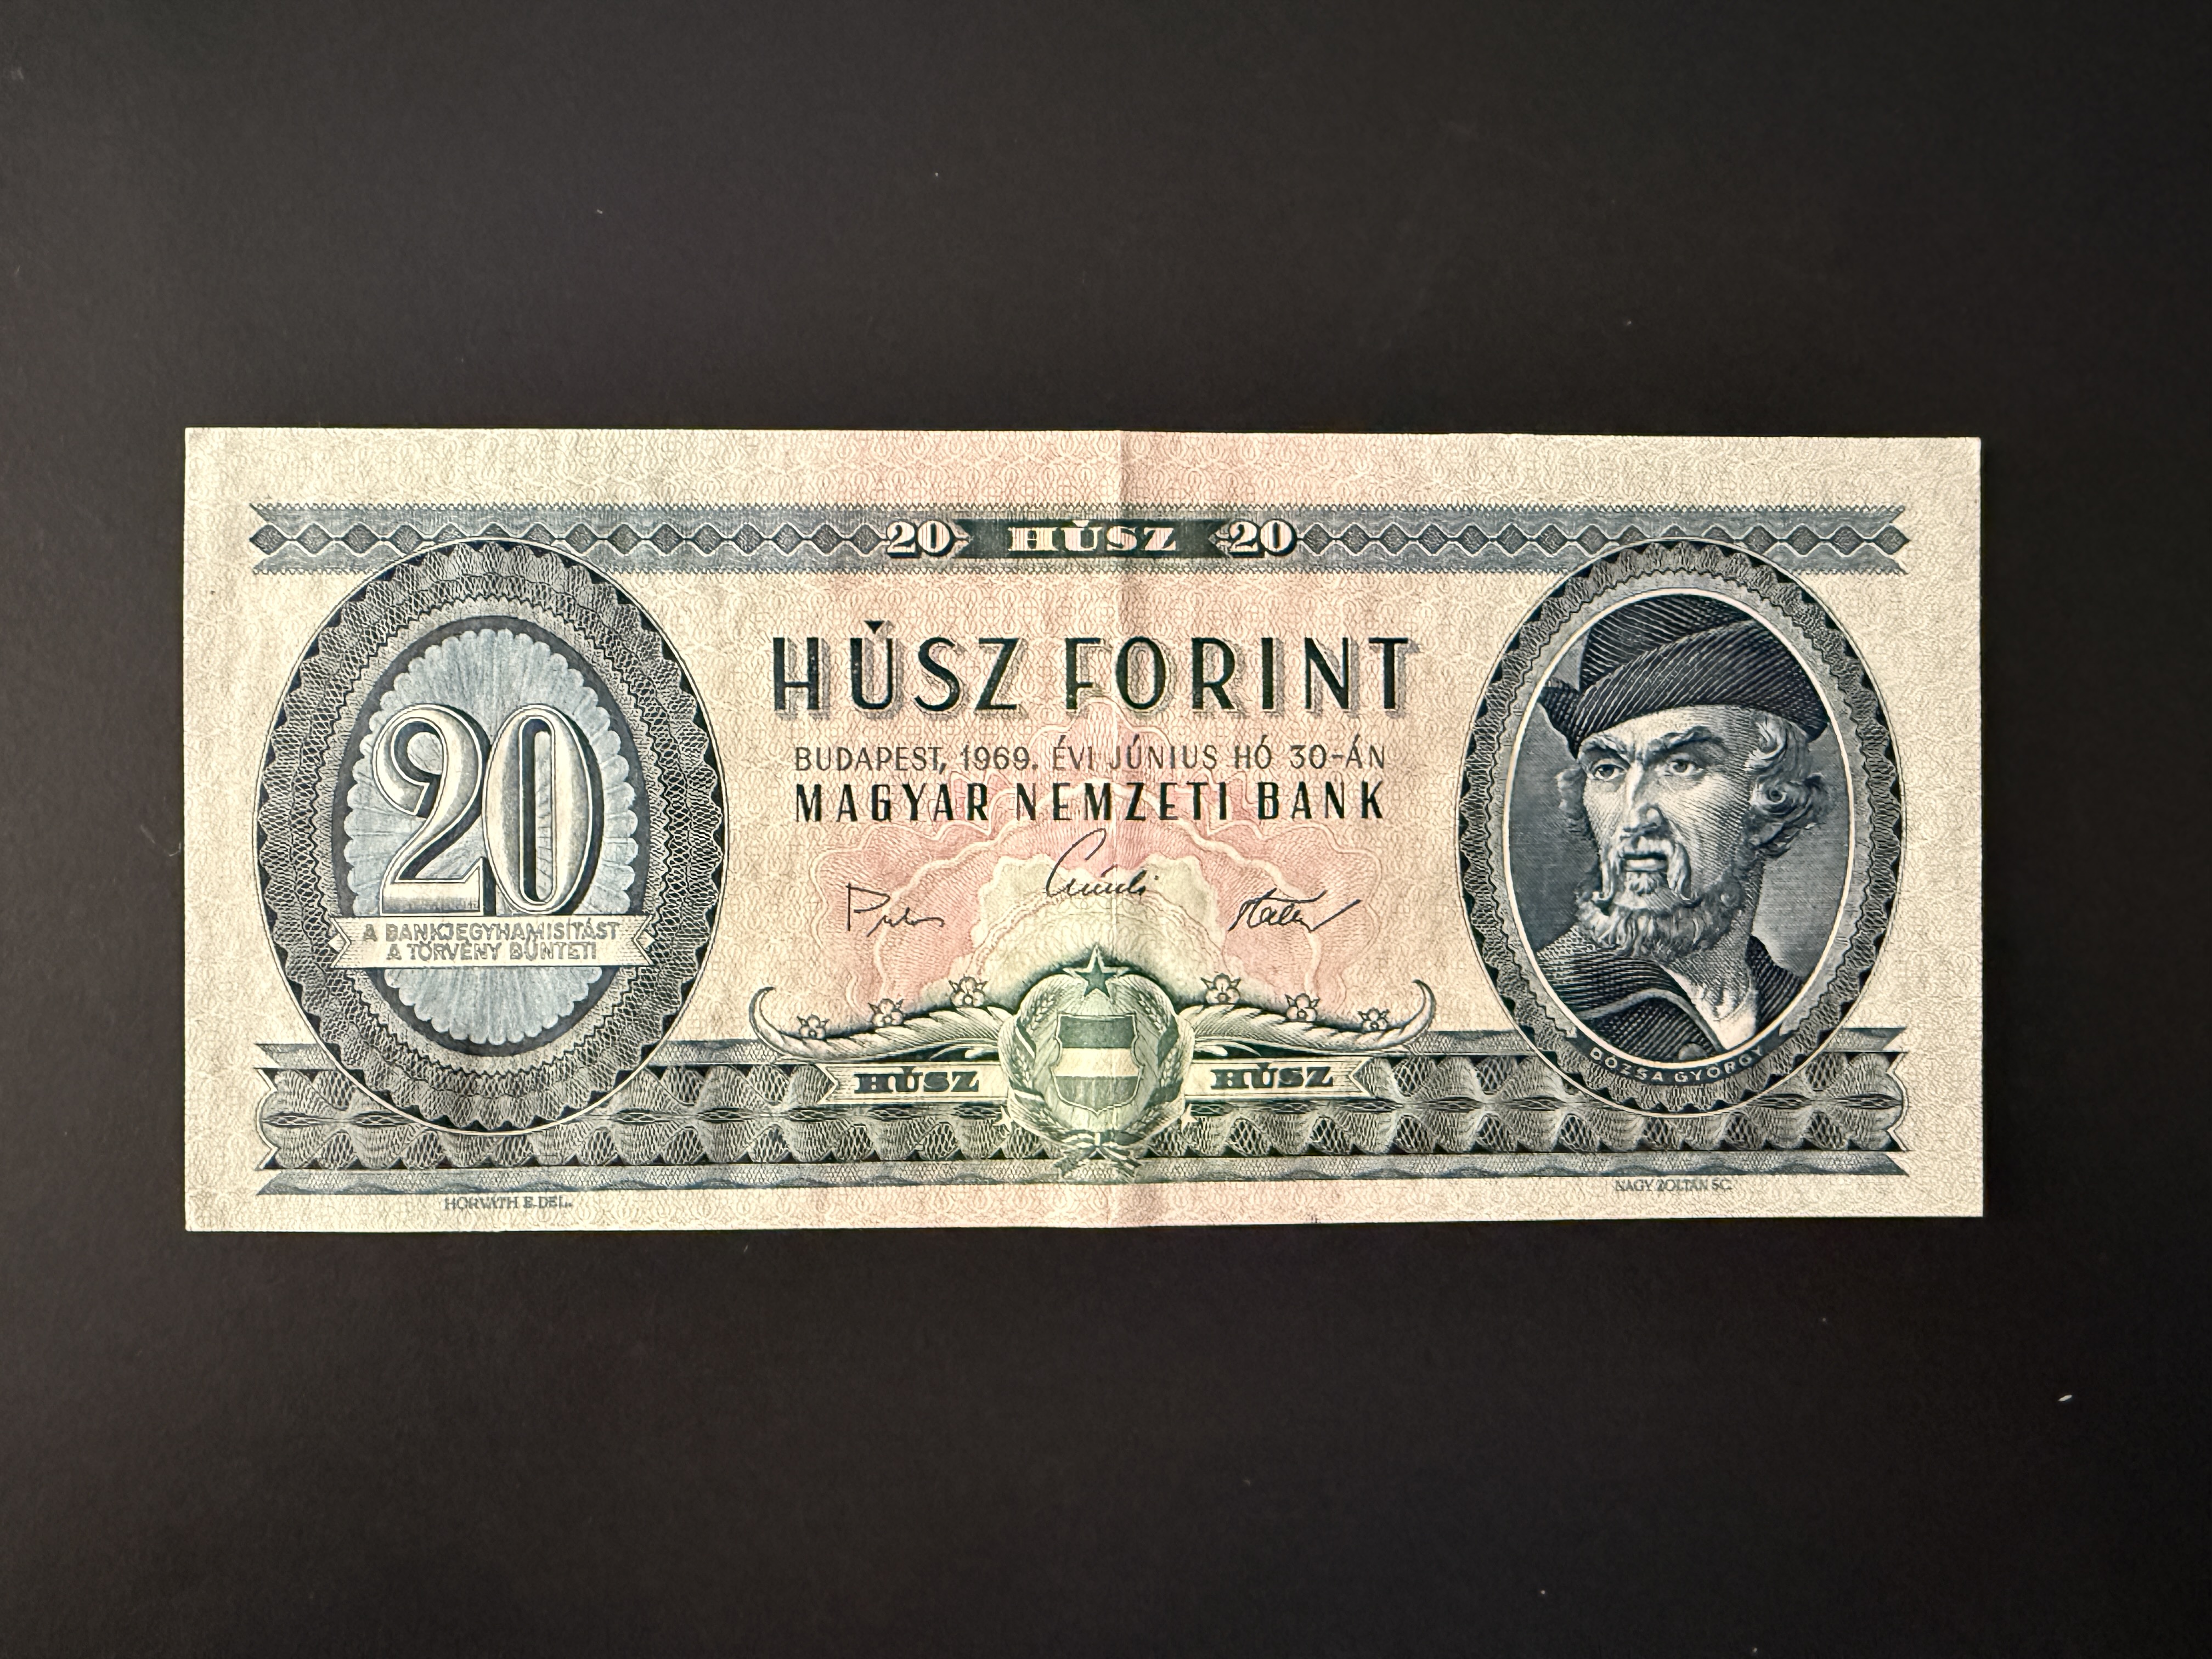 20 HÚSZ 20
HÚSZ FORINT
BUDAPEST, 1969. ÉVI JÚNIUS HÓ 30-ÁN
MAGYAR NEMZETI BANK
20
A BANKJEGYHAMISÍTÁST
A TÖRVÉNY BÜNTETI
HÚSZ HÚSZ
DÓZSA GYÖRGY
HORVÁTH E. DEL.
NAGY ZOLTÁN SC.